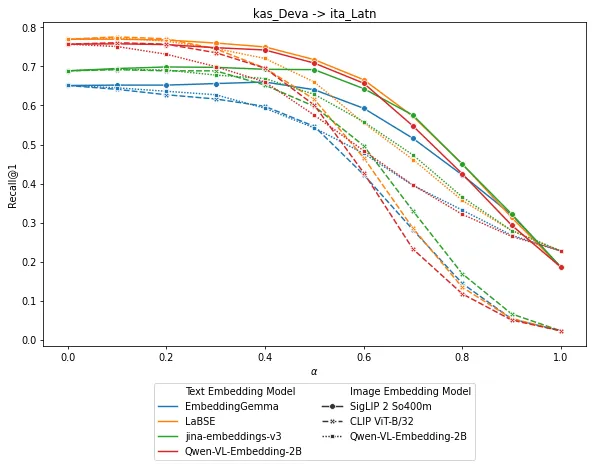 kas_Deva -> ita_Latn
0.8
0.7
0.6
0.5
0.4
0.3
0.2
0.1
0.0
Recall@1
0.0 0.2 0.4 0.6 0.8 1.0
α
Text Embedding Model Image Embedding Model
EmbeddingGemma SigLIP 2 So400m
LaBSE CLIP ViT-B/32
jina-embeddings-v3 Qwen-VL-Embedding-2B
Qwen-VL-Embedding-2B